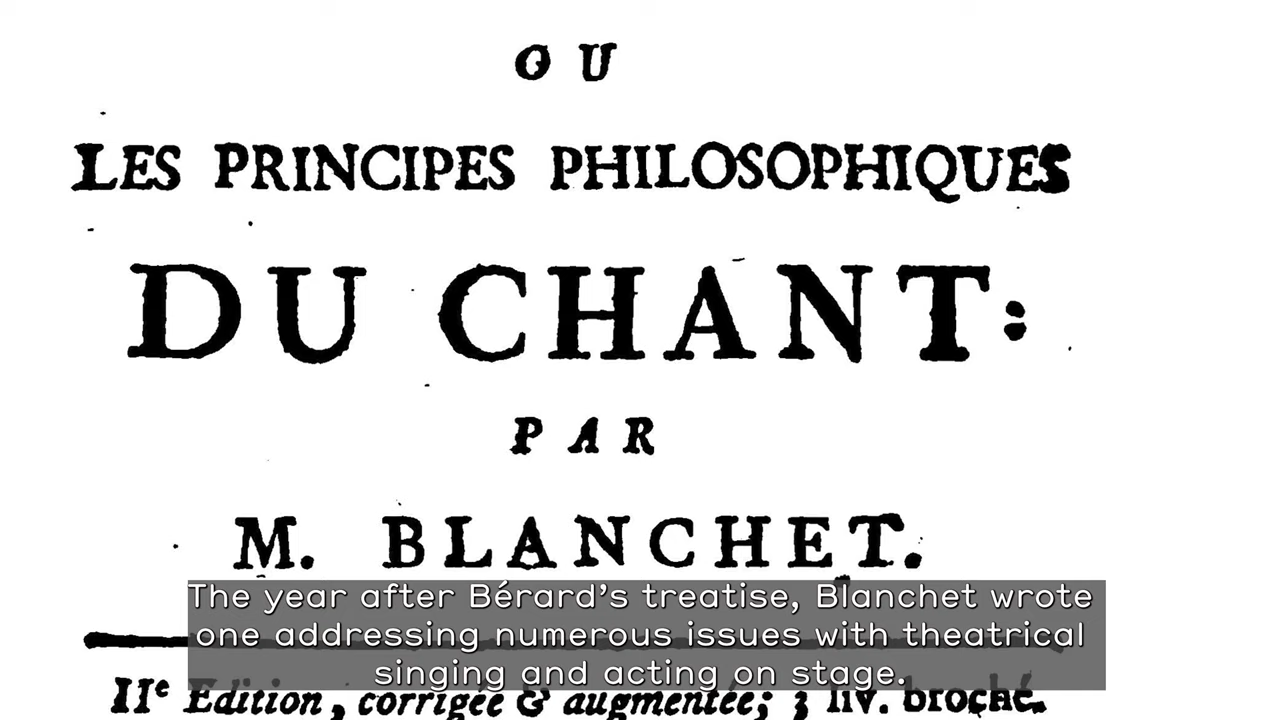 OU
LES PRINCIPES PHILOSOPHIQUES
DU CHANT:
PAR
M. BLANCHET.
The year after Bérard’s treatise, Blanchet wrote
one addressing numerous issues with theatrical
singing and acting on stage.
IIe Edition, corrigée & augmentée; 3 liv. broché.